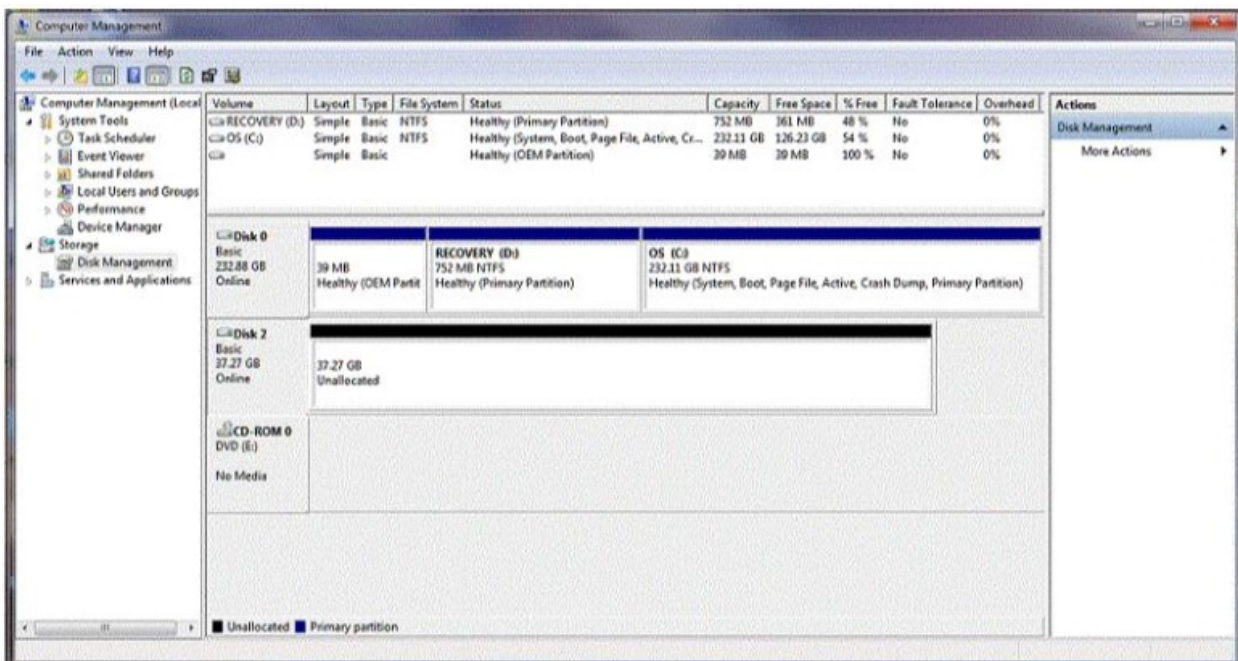 Computer Management
File Action View Help
Computer Management (Local
System Tools
Task Scheduler
Event Viewer
Shared Folders
Local Users and Groups
Performance
Device Manager
Storage
Disk Management
Services and Applications
Volume Layout Type File System Status Capacity Free Space % Free Fault Tolerance Overhead
RECOVERY (D:) Simple Basic NTFS Healthy (Primary Partition) 752 MB 361 MB 48 % No 0%
OS (C:) Simple Basic NTFS Healthy (System, Boot, Page File, Active, Cr... 232.11 GB 126.23 GB 54 % No 0%
Simple Basic Healthy (OEM Partition) 39 MB 39 MB 100 % No 0%
Disk 0
Basic
232.88 GB
Online
39 MB
Healthy (OEM Partit
RECOVERY (D:)
752 MB NTFS
Healthy (Primary Partition)
OS (C:)
232.11 GB NTFS
Healthy (System, Boot, Page File, Active, Crash Dump, Primary Partition)
Disk 2
Basic
37.27 GB
Online
37.27 GB
Unallocated
CD-ROM 0
DVD (E:)
No Media
Unallocated Primary partition
Actions
Disk Management
More Actions